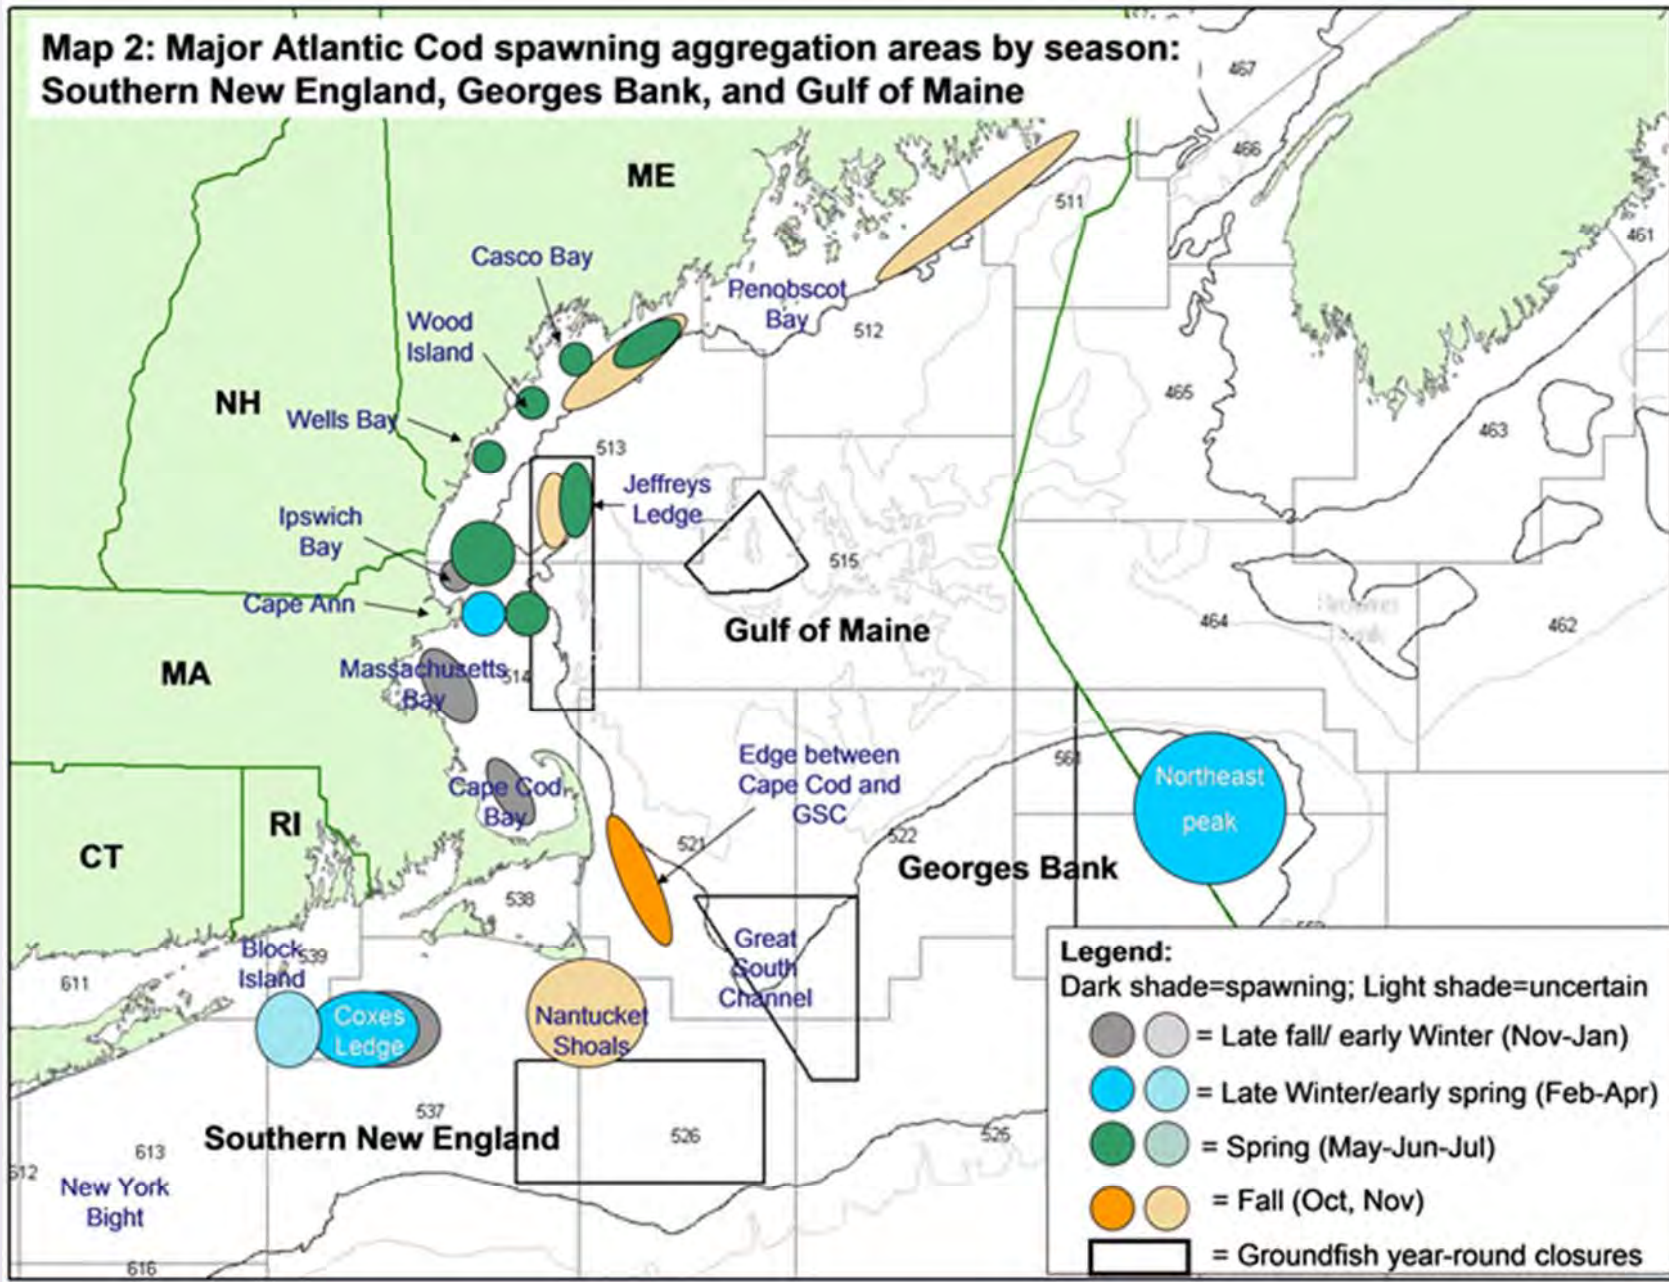 Map 2: Major Atlantic Cod spawning aggregation areas by season:
Southern New England, Georges Bank, and Gulf of Maine
467
466
ME
511
461
Casco Bay
Penobscot
Bay
Wood
Island
512
NH
465
Wells Bay
463
513
Jeffreys
Ledge
Ipswich
Bay
515
Cape Ann
Gulf of Maine
464
462
MA
Massachusetts
Bay
514
Edge between
Cape Cod and
GSC
561
Northeast
peak
Cape Cod
Bay
RI
CT
521
522
Georges Bank
538
Great
South
Channel
Block
Island
539
611
Coxes
Ledge
Nantucket
Shoals
537
526
525
Southern New England
613
New York
Bight
616
Legend:
Dark shade=spawning; Light shade=uncertain
= Late fall/ early Winter (Nov-Jan)
= Late Winter/early spring (Feb-Apr)
= Spring (May-Jun-Jul)
= Fall (Oct, Nov)
= Groundfish year-round closures